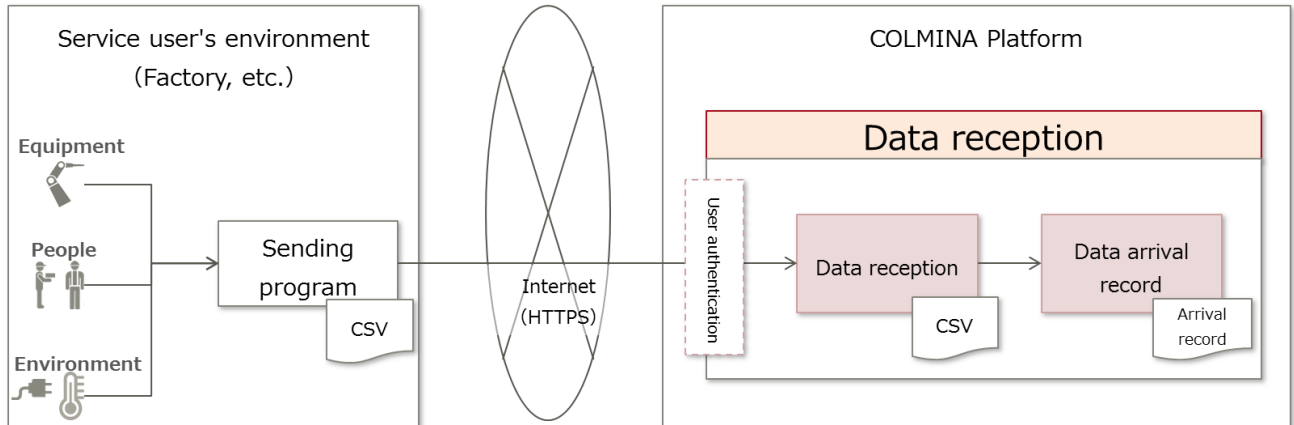 Service user's environment
(Factory, etc.)
Equipment
People
Environment
Sending
program
CSV
Internet
(HTTPS)
COLMINA Platform
Data reception
User authentication
Data reception
CSV
Data arrival
record
Arrival
record